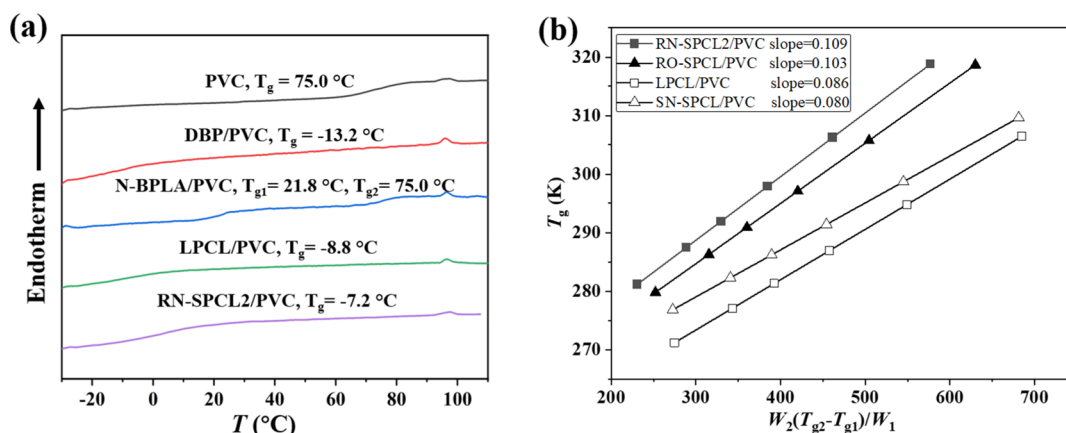 (a)
PVC, Tg = 75.0 °C
DBP/PVC, Tg = -13.2 °C
N-BPLA/PVC, Tg1 = 21.8 °C, Tg2 = 75.0 °C
LPCL/PVC, Tg= -8.8 °C
RN-SPCL2/PVC, Tg= -7.2 °C
Endotherm
-20 0 20 40 60 80 100
T (°C)
(b)
RN-SPCL2/PVC slope=0.109
RO-SPCL/PVC slope=0.103
LPCL/PVC slope=0.086
SN-SPCL/PVC slope=0.080
320
310
300
290
280
270
Tg (K)
200 300 400 500 600 700
W2(Tg2-Tg1)/W1